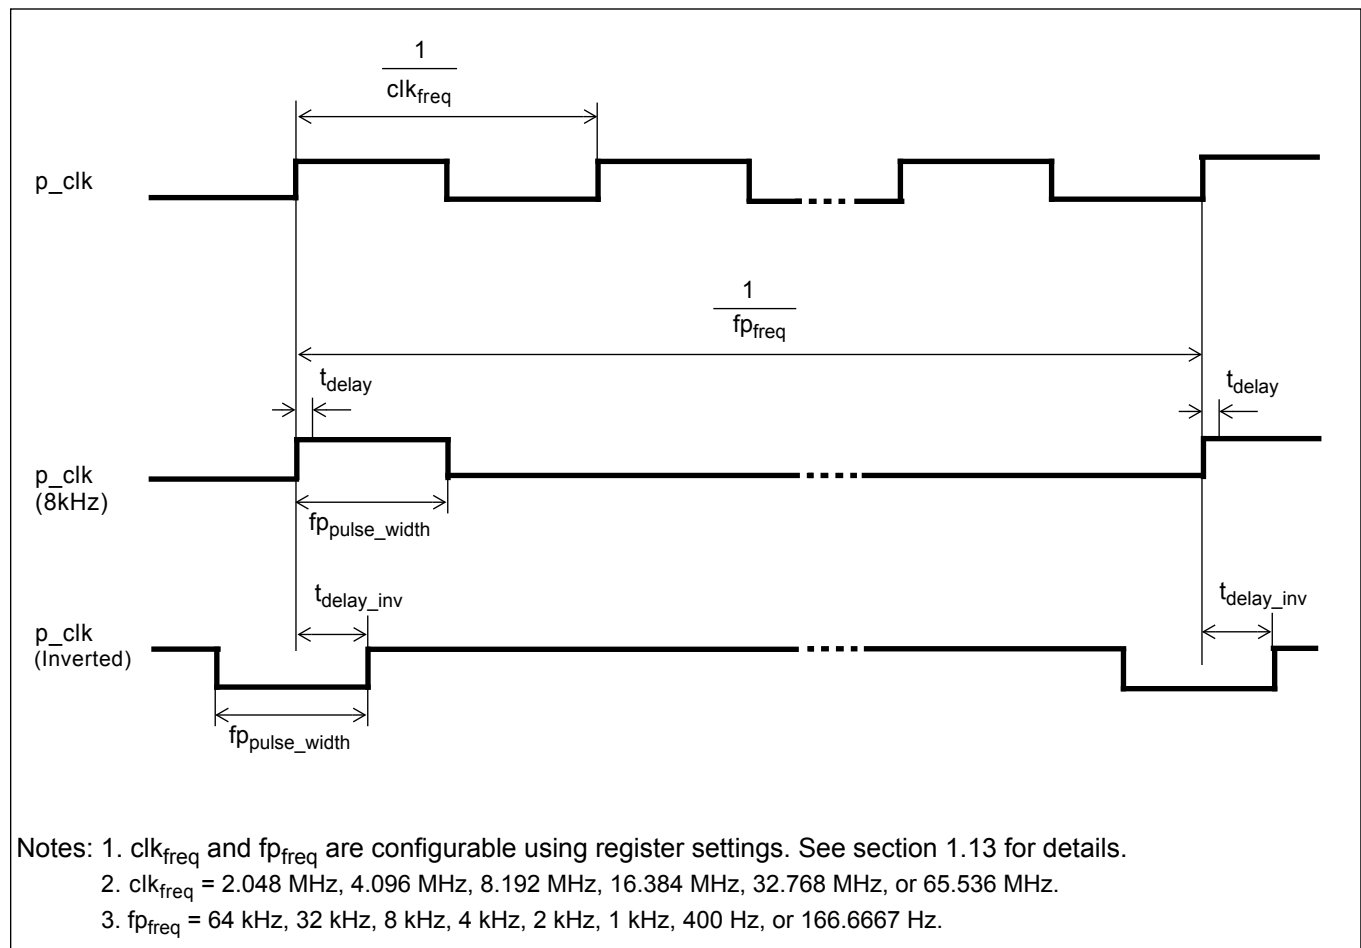 1
clkfreq
p_clk
1
fpfreq
tdelay
tdelay
p_clk
(8kHz)
fppulse_width
tdelay_inv
tdelay_inv
p_clk
(Inverted)
fppulse_width
Notes: 1. clkfreq and fpfreq are configurable using register settings. See section 1.13 for details.
2. clkfreq = 2.048 MHz, 4.096 MHz, 8.192 MHz, 16.384 MHz, 32.768 MHz, or 65.536 MHz.
3. fpfreq = 64 kHz, 32 kHz, 8 kHz, 4 kHz, 2 kHz, 1 kHz, 400 Hz, or 166.6667 Hz.